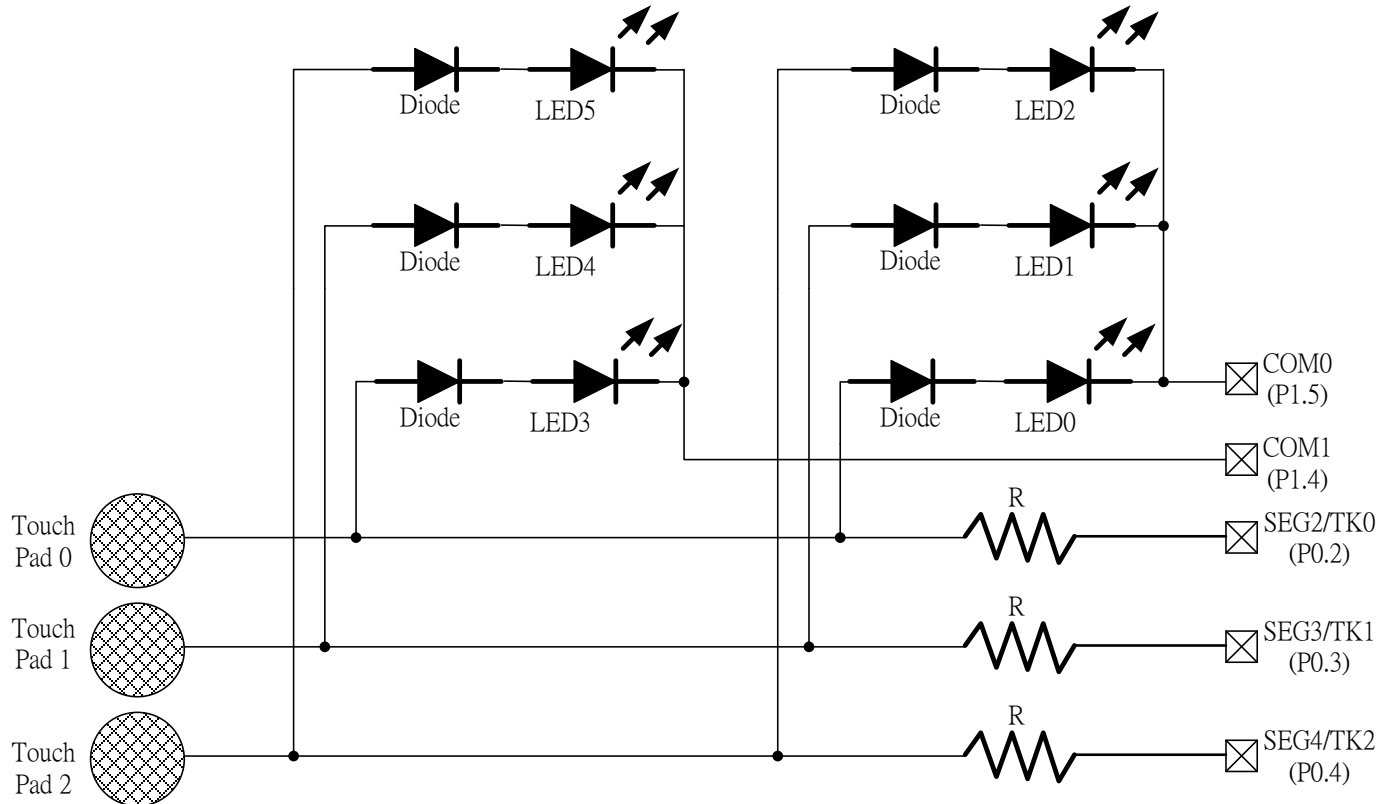 Diode
LED5
Diode
LED2
Diode
LED4
Diode
LED1
Diode
LED3
Diode
LED0
COM0
(P1.5)
COM1
(P1.4)
Touch
Pad 0
R
SEG2/TK0
(P0.2)
Touch
Pad 1
R
SEG3/TK1
(P0.3)
Touch
Pad 2
R
SEG4/TK2
(P0.4)